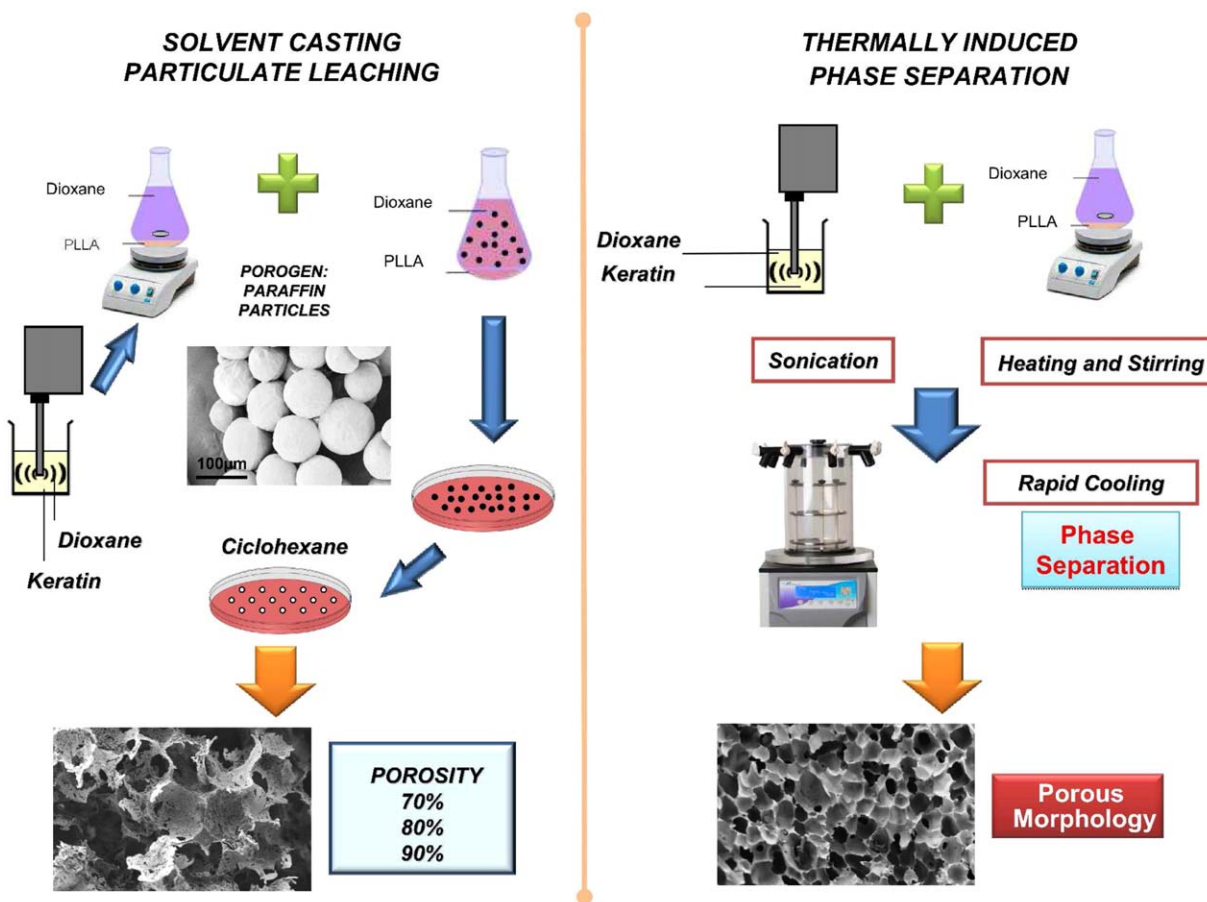 SOLVENT CASTING
PARTICULATE LEACHING
Dioxane
PLLA
POROGEN:
PARAFFIN
PARTICLES
Dioxane
PLLA
100µm
Dioxane
Keratin
Ciclohexane
POROSITY
70%
80%
90%
THERMALLY INDUCED
PHASE SEPARATION
Dioxane
Keratin
Dioxane
PLLA
Sonication
Heating and Stirring
Rapid Cooling
Phase
Separation
Porous
Morphology